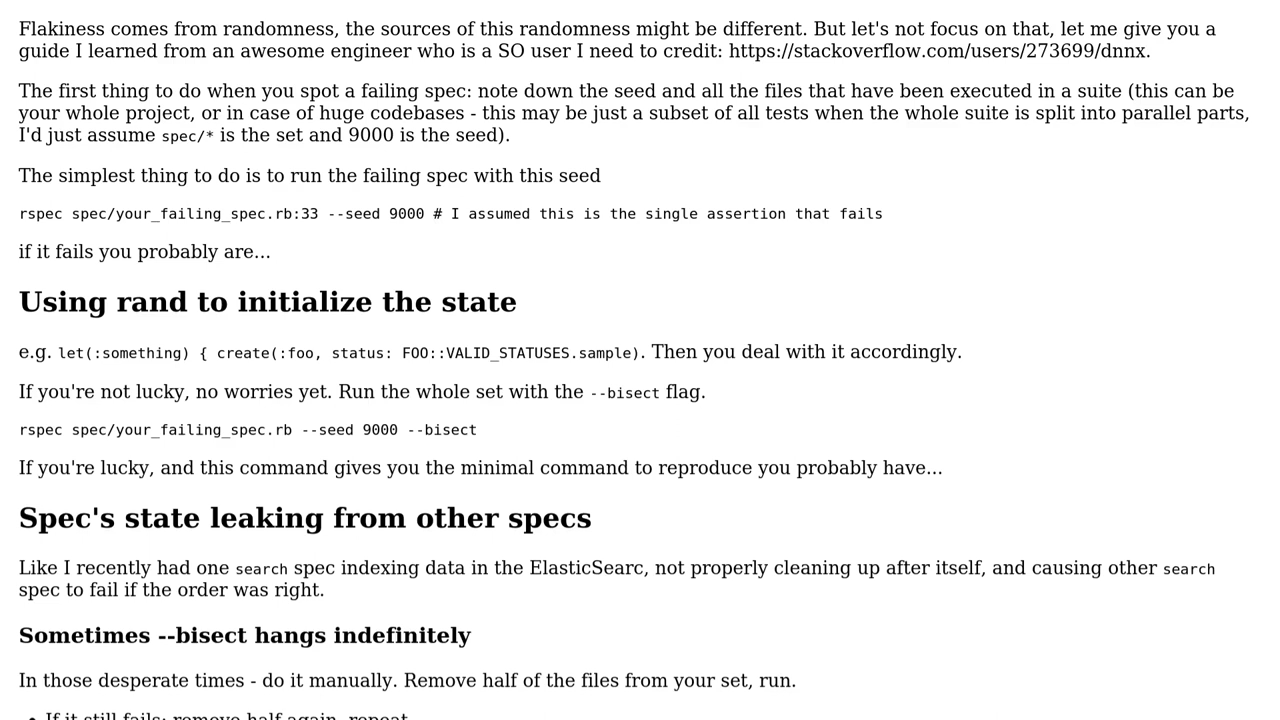 Flakiness comes from randomness, the sources of this randomness might be different. But let's not focus on that, let me give you a
guide I learned from an awesome engineer who is a SO user I need to credit: https://stackoverflow.com/users/273699/dnnx.
The first thing to do when you spot a failing spec: note down the seed and all the files that have been executed in a suite (this can be
your whole project, or in case of huge codebases - this may be just a subset of all tests when the whole suite is split into parallel parts,
I'd just assume spec/* is the set and 9000 is the seed).
The simplest thing to do is to run the failing spec with this seed
rspec spec/your_failing_spec.rb:33 --seed 9000 # I assumed this is the single assertion that fails
if it fails you probably are...
Using rand to initialize the state
e.g. let(:something) { create(:foo, status: FOO::VALID_STATUSES.sample). Then you deal with it accordingly.
If you're not lucky, no worries yet. Run the whole set with the --bisect flag.
rspec spec/your_failing_spec.rb --seed 9000 --bisect
If you're lucky, and this command gives you the minimal command to reproduce you probably have...
Spec's state leaking from other specs
Like I recently had one search spec indexing data in the ElasticSearc, not properly cleaning up after itself, and causing other search
spec to fail if the order was right.
Sometimes --bisect hangs indefinitely
In those desperate times - do it manually. Remove half of the files from your set, run.
• If it still fails: remove half again, repeat